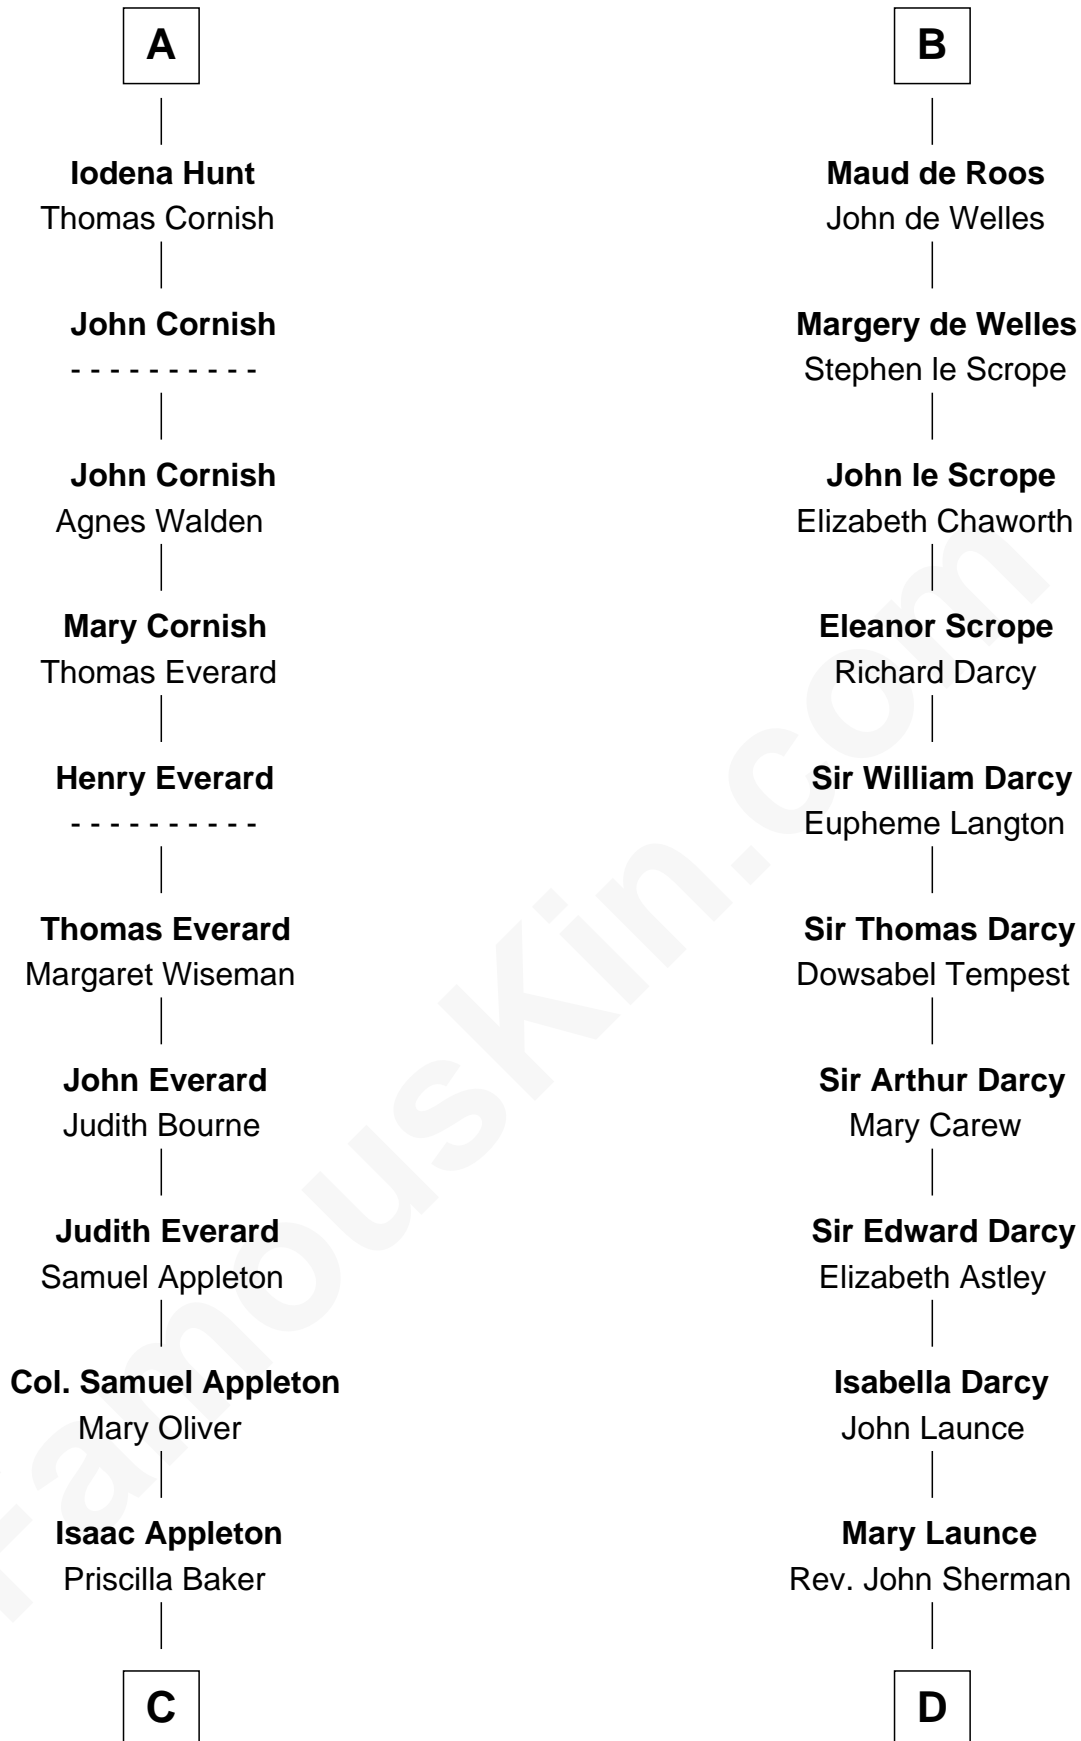 A
Iodena Hunt
Thomas Cornish
John Cornish
- - - - - - - - - -
John Cornish
Agnes Walden
Mary Cornish
Thomas Everard
Henry Everard
- - - - - - - - - -
Thomas Everard
Margaret Wiseman
John Everard
Judith Bourne
Judith Everard
Samuel Appleton
Col. Samuel Appleton
Mary Oliver
Isaac Appleton
Priscilla Baker
C
B
Maud de Roos
John de Welles
Margery de Welles
Stephen le Scrope
John le Scrope
Elizabeth Chaworth
Eleanor Scrope
Richard Darcy
Sir William Darcy
Eupheme Langton
Sir Thomas Darcy
Dowsabel Tempest
Sir Arthur Darcy
Mary Carew
Sir Edward Darcy
Elizabeth Astley
Isabella Darcy
John Launce
Mary Launce
Rev. John Sherman
D
FamousKin.com